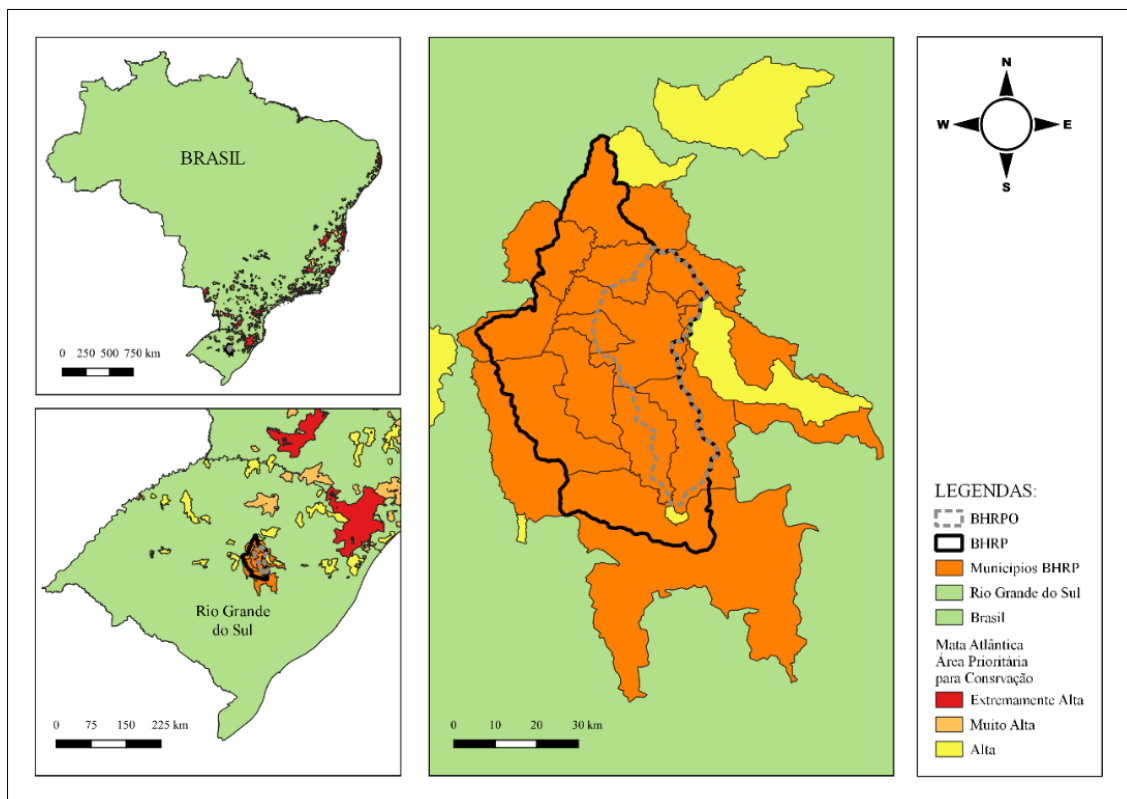 BRASIL
0 250 500 750 km
Rio Grande
do Sul
0 75 150 225 km
0 10 20 30 km
N
W E
S
LEGENDAS:
BHRPO
BHRP
Municípios BHRP
Rio Grande do Sul
Brasil
Mata Atlântica
Área Prioritária
para Consrvação
Extremamente Alta
Muito Alta
Alta